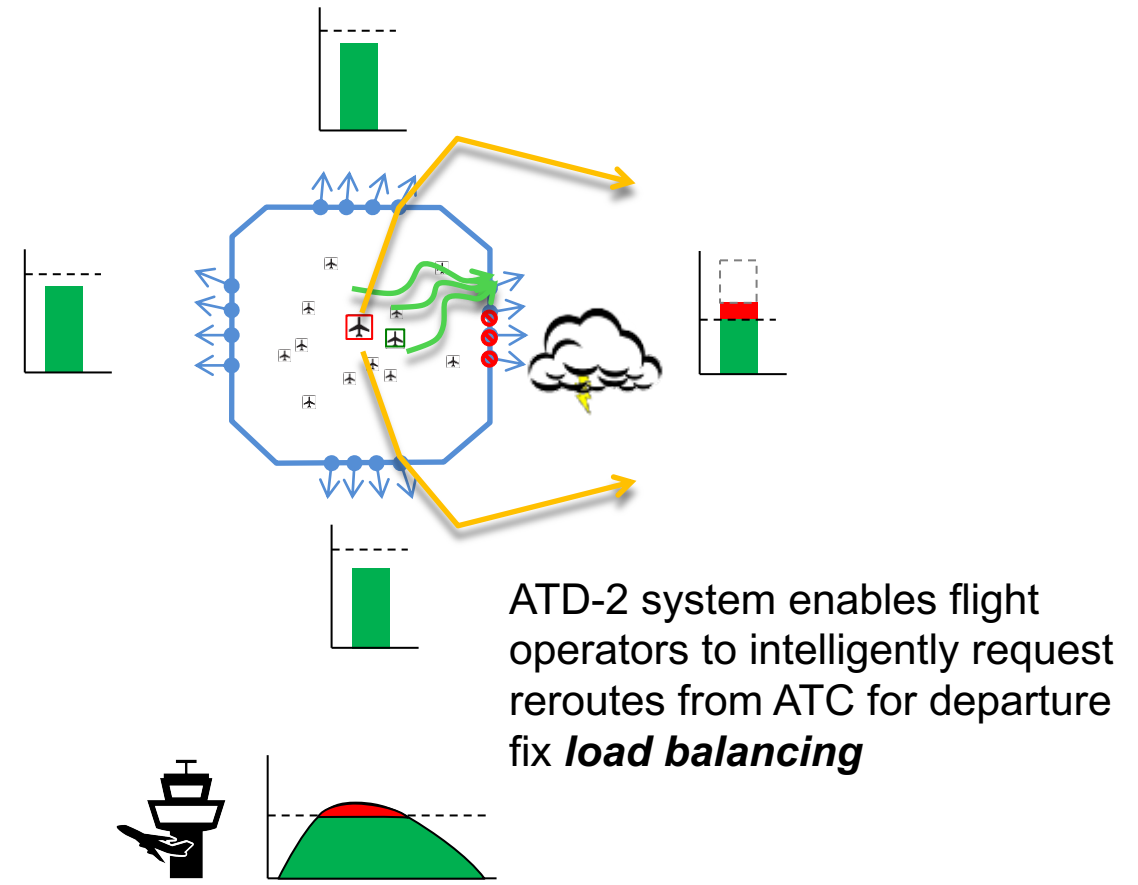 ATD-2 system enables flight
operators to intelligently request
reroutes from ATC for departure
fix load balancing